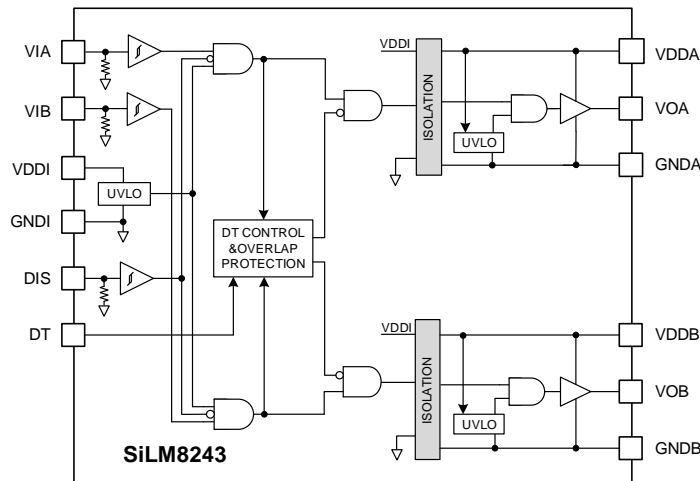 VIA
VIB
VDDI
UVLO
GNDI
DIS
DT
DT CONTROL
&OVERLAP
PROTECTION
VDDI
ISOLATION
UVLO
VDDA
VOA
GNDA
VDDI
ISOLATION
UVLO
VDDB
VOB
GNDB
SiLM8243